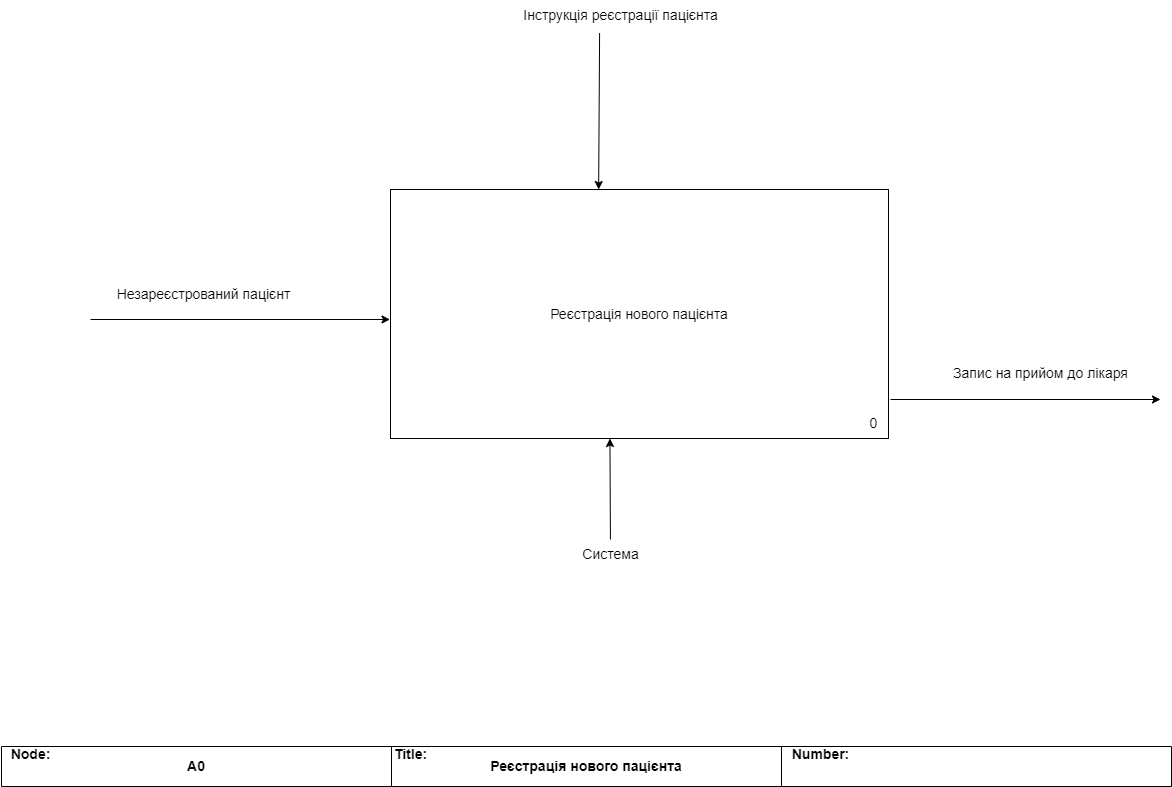 Інструкція реєстрації пацієнта
Незареєстрований пацієнт
Реєстрація нового пацієнта
Запис на прийом до лікаря
0
Система
Node:
A0
Title:
Реєстрація нового пацієнта
Number: